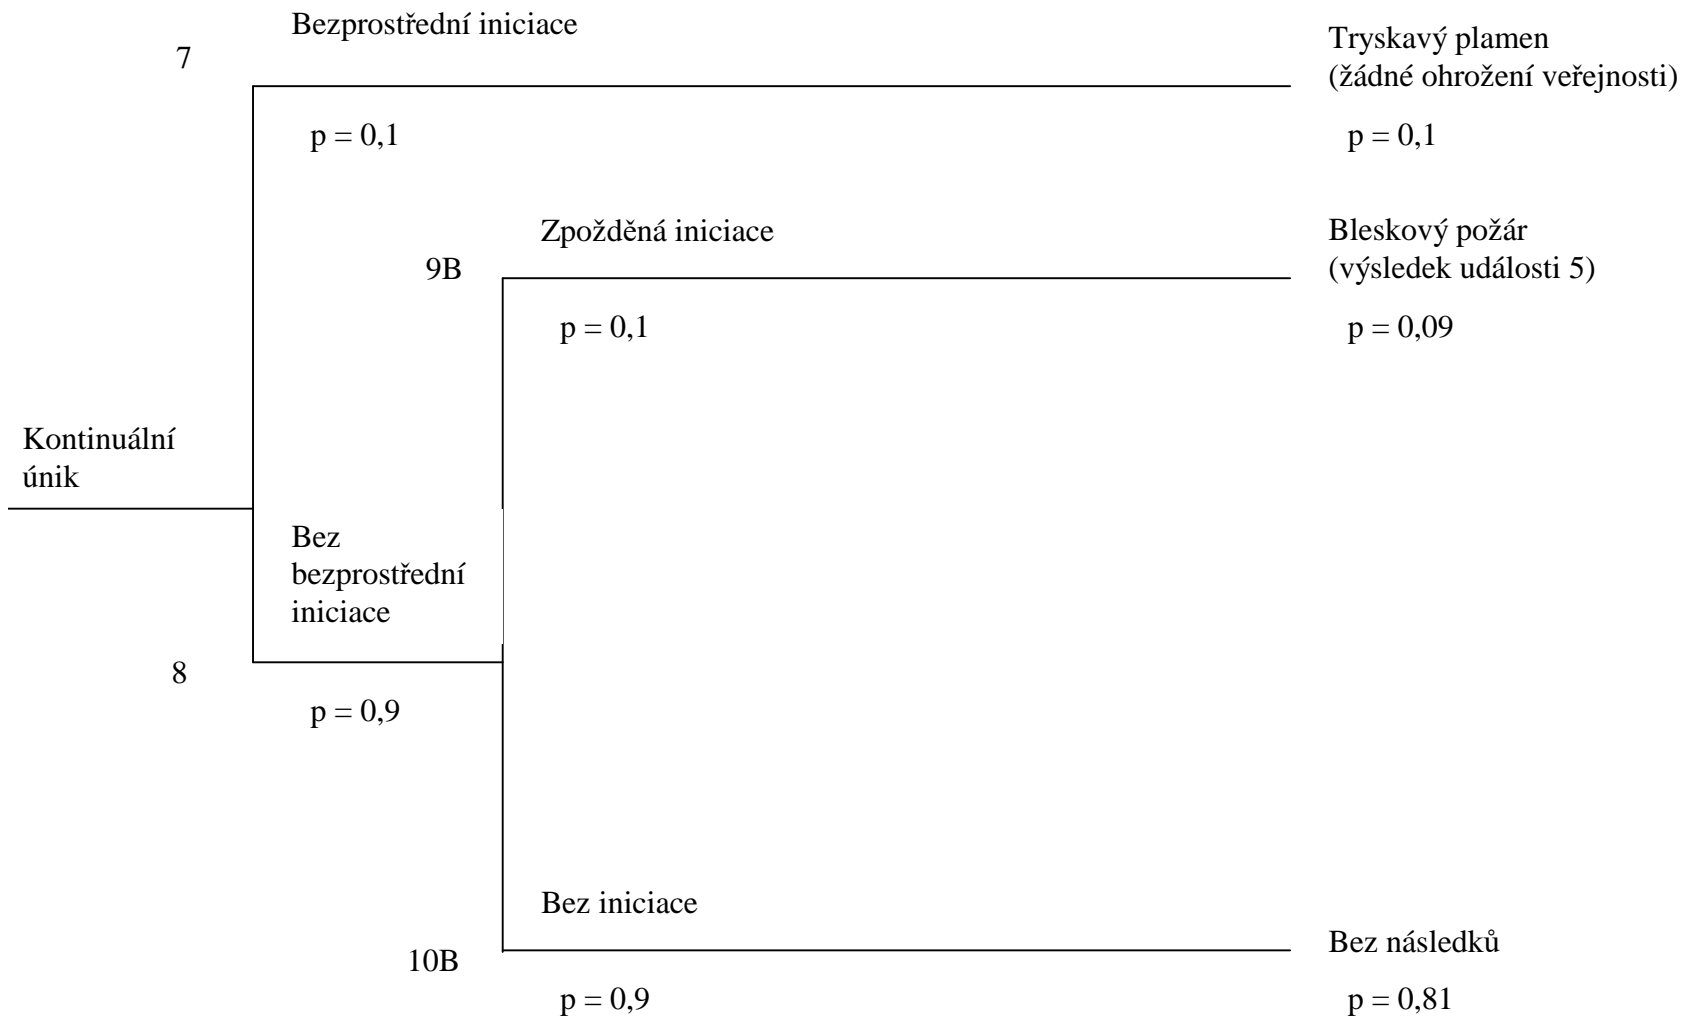 Bezprostřední iniciace
7
Tryskavý plamen
(žádné ohrožení veřejnosti)
p = 0,1
p = 0,1
Zpožděná iniciace
9B
Bleskový požár
(výsledek události 5)
p = 0,1
p = 0,09
Kontinuální
únik
Bez
bezprostřední
iniciace
8
p = 0,9
Bez iniciace
10B
Bez následků
p = 0,9
p = 0,81